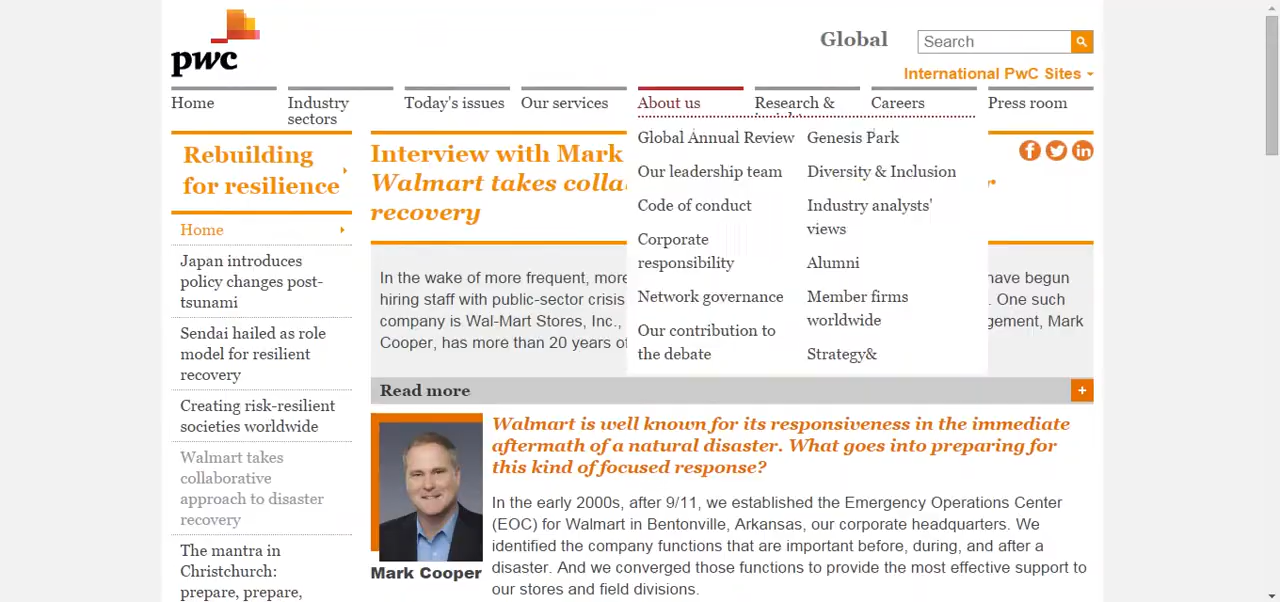 pwc
Global
Search
International PwC Sites
Home
Industry
sectors
Today's issues
Our services
About us
Research &
Careers
Press room
Global Annual Review
Our leadership team
Code of conduct
Corporate
responsibility
Network governance
Our contribution to
the debate
Genesis Park
Diversity & Inclusion
Industry analysts'
views
Alumni
Member firms
worldwide
Strategy&
Rebuilding
for resilience
Home
Japan introduces
policy changes post-
tsunami
Sendai hailed as role
model for resilient
recovery
Creating risk-resilient
societies worldwide
Walmart takes
collaborative
approach to disaster
recovery
The mantra in
Christchurch:
prepare, prepare,
Interview with Mark
Walmart takes colla
recovery
In the wake of more frequent, more have begun
hiring staff with public-sector crisis . One such
company is Wal-Mart Stores, Inc., gement, Mark
Cooper, has more than 20 years of
Read more
+
Walmart is well known for its responsiveness in the immediate
aftermath of a natural disaster. What goes into preparing for
this kind of focused response?
In the early 2000s, after 9/11, we established the Emergency Operations Center
(EOC) for Walmart in Bentonville, Arkansas, our corporate headquarters. We
identified the company functions that are important before, during, and after a
disaster. And we converged those functions to provide the most effective support to
our stores and field divisions.
Mark Cooper